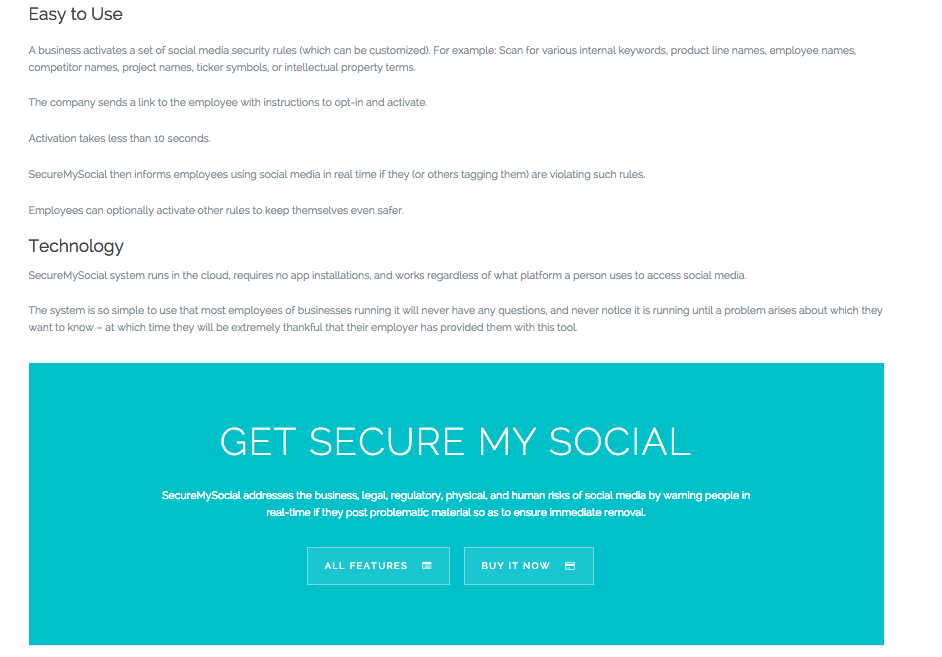 Easy to Use
A business activates a set of social media security rules (which can be customized). For example: Scan for various internal keywords, product line names, employee names,
competitor names, project names, ticker symbols, or intellectual property terms.
The company sends a link to the employee with instructions to opt-in and activate.
Activation takes less than 10 seconds.
SecureMySocial then informs employees using social media in real time if they (or others tagging them) are violating such rules.
Employees can optionally activate other rules to keep themselves even safer.
Technology
SecureMySocial system runs in the cloud, requires no app installations, and works regardless of what platform a person uses to access social media.
The system is so simple to use that most employees of businesses running it will never have any questions, and never notice it is running until a problem arises about which they
want to know – at which time they will be extremely thankful that their employer has provided them with this tool.
GET SECURE MY SOCIAL
SecureMySocial addresses the business, legal, regulatory, physical, and human risks of social media by warning people in
real-time if they post problematic material so as to ensure immediate removal.
ALL FEATURES
BUY IT NOW